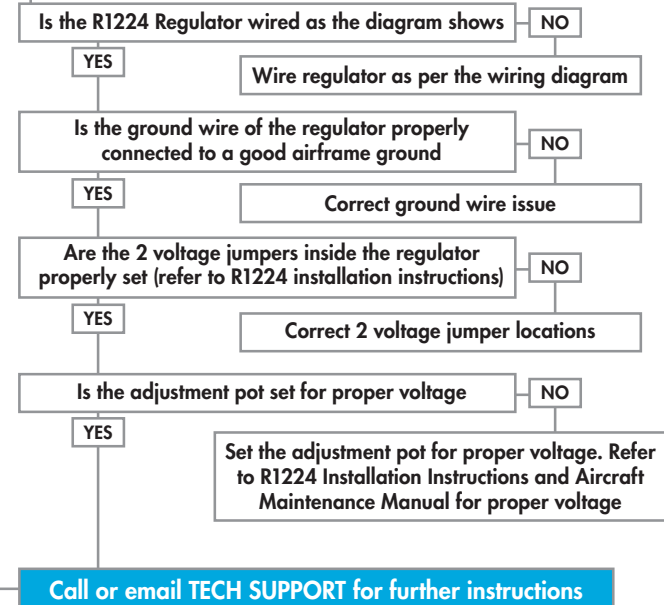 Is the R1224 Regulator wired as the diagram shows
NO
YES
Wire regulator as per the wiring diagram
Is the ground wire of the regulator properly
connected to a good airframe ground
NO
YES
Correct ground wire issue
Are the 2 voltage jumpers inside the regulator
properly set (refer to R1224 installation instructions)
NO
YES
Correct 2 voltage jumper locations
Is the adjustment pot set for proper voltage
NO
YES
Set the adjustment pot for proper voltage. Refer
to R1224 Installation Instructions and Aircraft
Maintenance Manual for proper voltage
Call or email TECH SUPPORT for further instructions